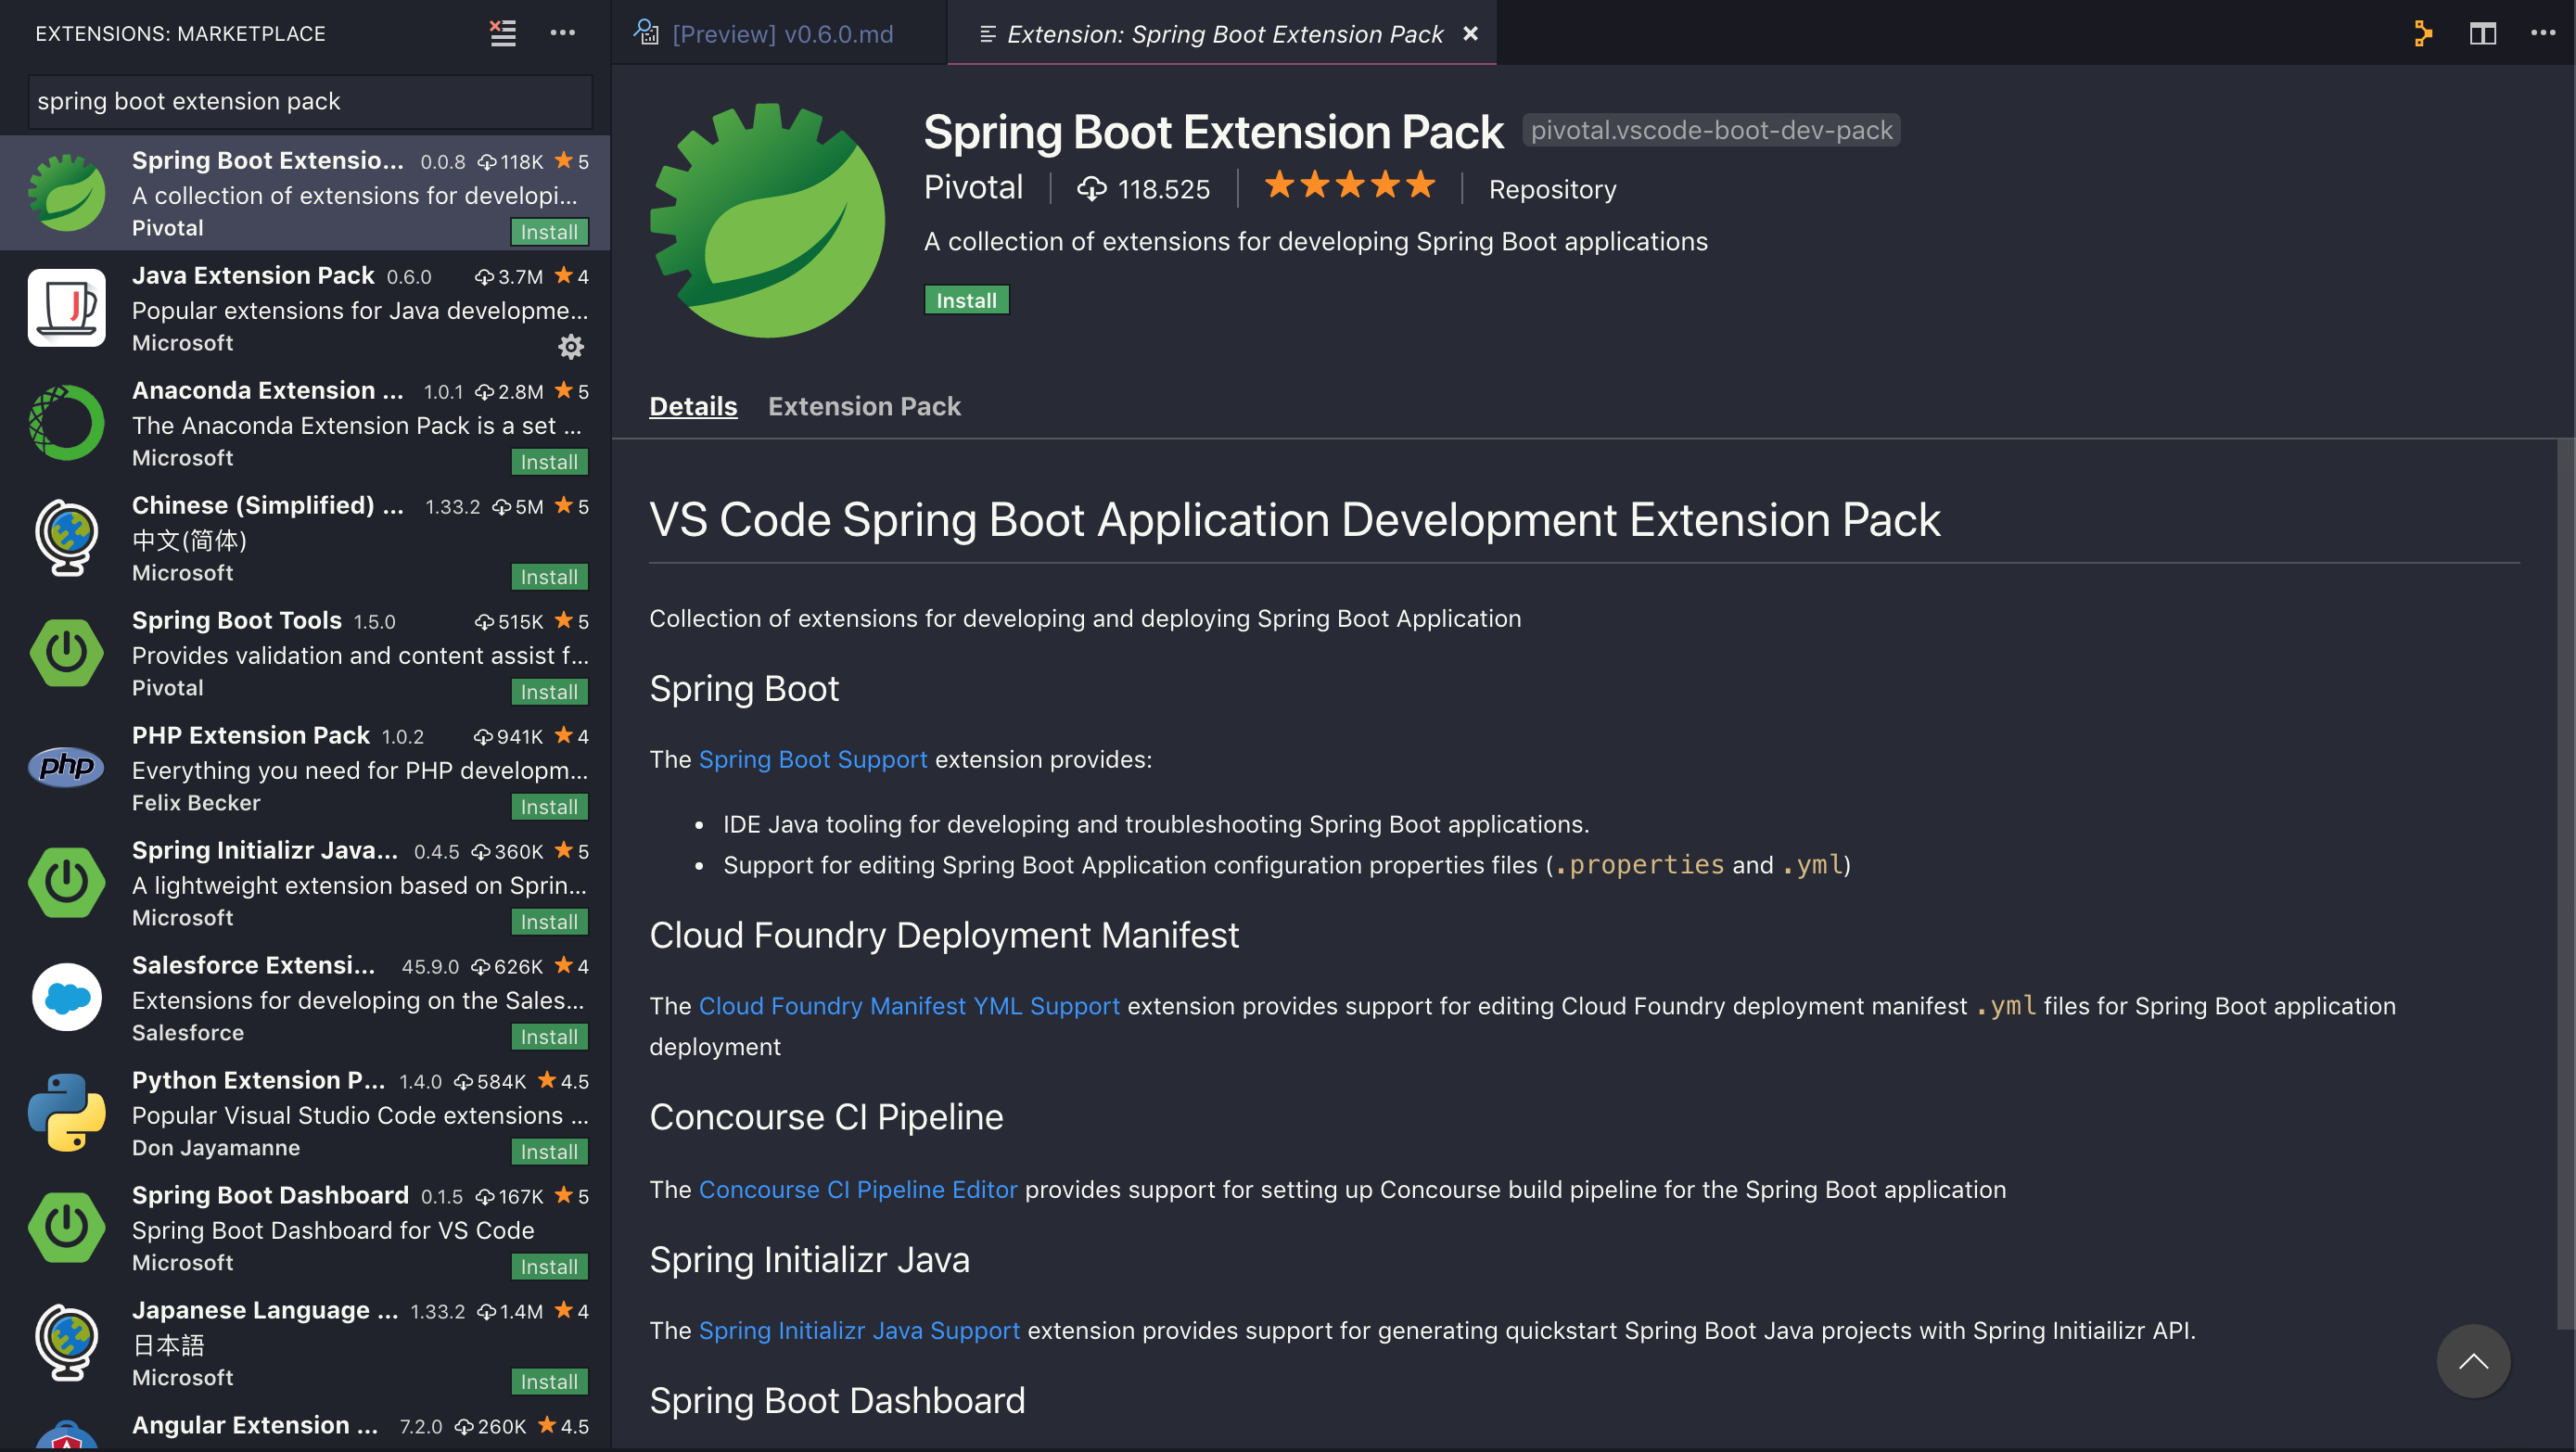 EXTENSIONS: MARKETPLACE
spring boot extension pack
Spring Boot Extensio... 0.0.8 118K 5
A collection of extensions for developi...
Pivotal Install
Java Extension Pack 0.6.0 3.7M 4
Popular extensions for Java developme...
Microsoft
Anaconda Extension ... 1.0.1 2.8M 5
The Anaconda Extension Pack is a set ...
Microsoft Install
Chinese (Simplified) ... 1.33.2 5M 5
中文(简体)
Microsoft Install
Spring Boot Tools 1.5.0 515K 5
Provides validation and content assist f...
Pivotal Install
php
PHP Extension Pack 1.0.2 941K 4
Everything you need for PHP developm...
Felix Becker Install
Spring Initializr Java... 0.4.5 360K 5
A lightweight extension based on Sprin...
Microsoft Install
Salesforce Extensi... 45.9.0 626K 4
Extensions for developing on the Sales...
Salesforce Install
Python Extension P... 1.4.0 584K 4.5
Popular Visual Studio Code extensions ...
Don Jayamanne Install
Spring Boot Dashboard 0.1.5 167K 5
Spring Boot Dashboard for VS Code
Microsoft Install
Japanese Language ... 1.33.2 1.4M 4
日本語
Microsoft Install
Angular Extension ... 7.2.0 260K 4.5
[Preview] v0.6.0.md
Extension: Spring Boot Extension Pack
Spring Boot Extension Pack pivotal.vscode-boot-dev-pack
Pivotal 118.525 Repository
A collection of extensions for developing Spring Boot applications
Install
Details Extension Pack
VS Code Spring Boot Application Development Extension Pack
Collection of extensions for developing and deploying Spring Boot Application
Spring Boot
The Spring Boot Support extension provides:
• IDE Java tooling for developing and troubleshooting Spring Boot applications.
• Support for editing Spring Boot Application configuration properties files (.properties and .yml)
Cloud Foundry Deployment Manifest
The Cloud Foundry Manifest YML Support extension provides support for editing Cloud Foundry deployment manifest .yml files for Spring Boot application
deployment
Concourse CI Pipeline
The Concourse CI Pipeline Editor provides support for setting up Concourse build pipeline for the Spring Boot application
Spring Initializr Java
The Spring Initializr Java Support extension provides support for generating quickstart Spring Boot Java projects with Spring Initiailizr API.
Spring Boot Dashboard